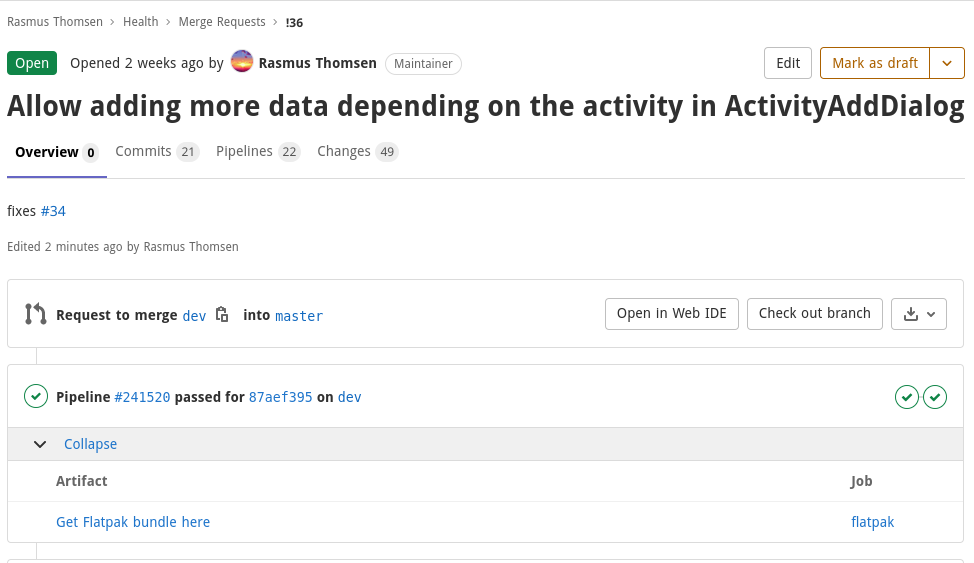 Rasmus Thomsen > Health > Merge Requests > !36
Open Opened 2 weeks ago by Rasmus Thomsen Maintainer Edit Mark as draft
Allow adding more data depending on the activity in ActivityAddDialog
Overview 0 Commits 21 Pipelines 22 Changes 49
fixes #34
Edited 2 minutes ago by Rasmus Thomsen
Request to merge dev into master Open in Web IDE Check out branch
Pipeline #241520 passed for 87aef395 on dev
Collapse
Artifact Job
Get Flatpak bundle here flatpak